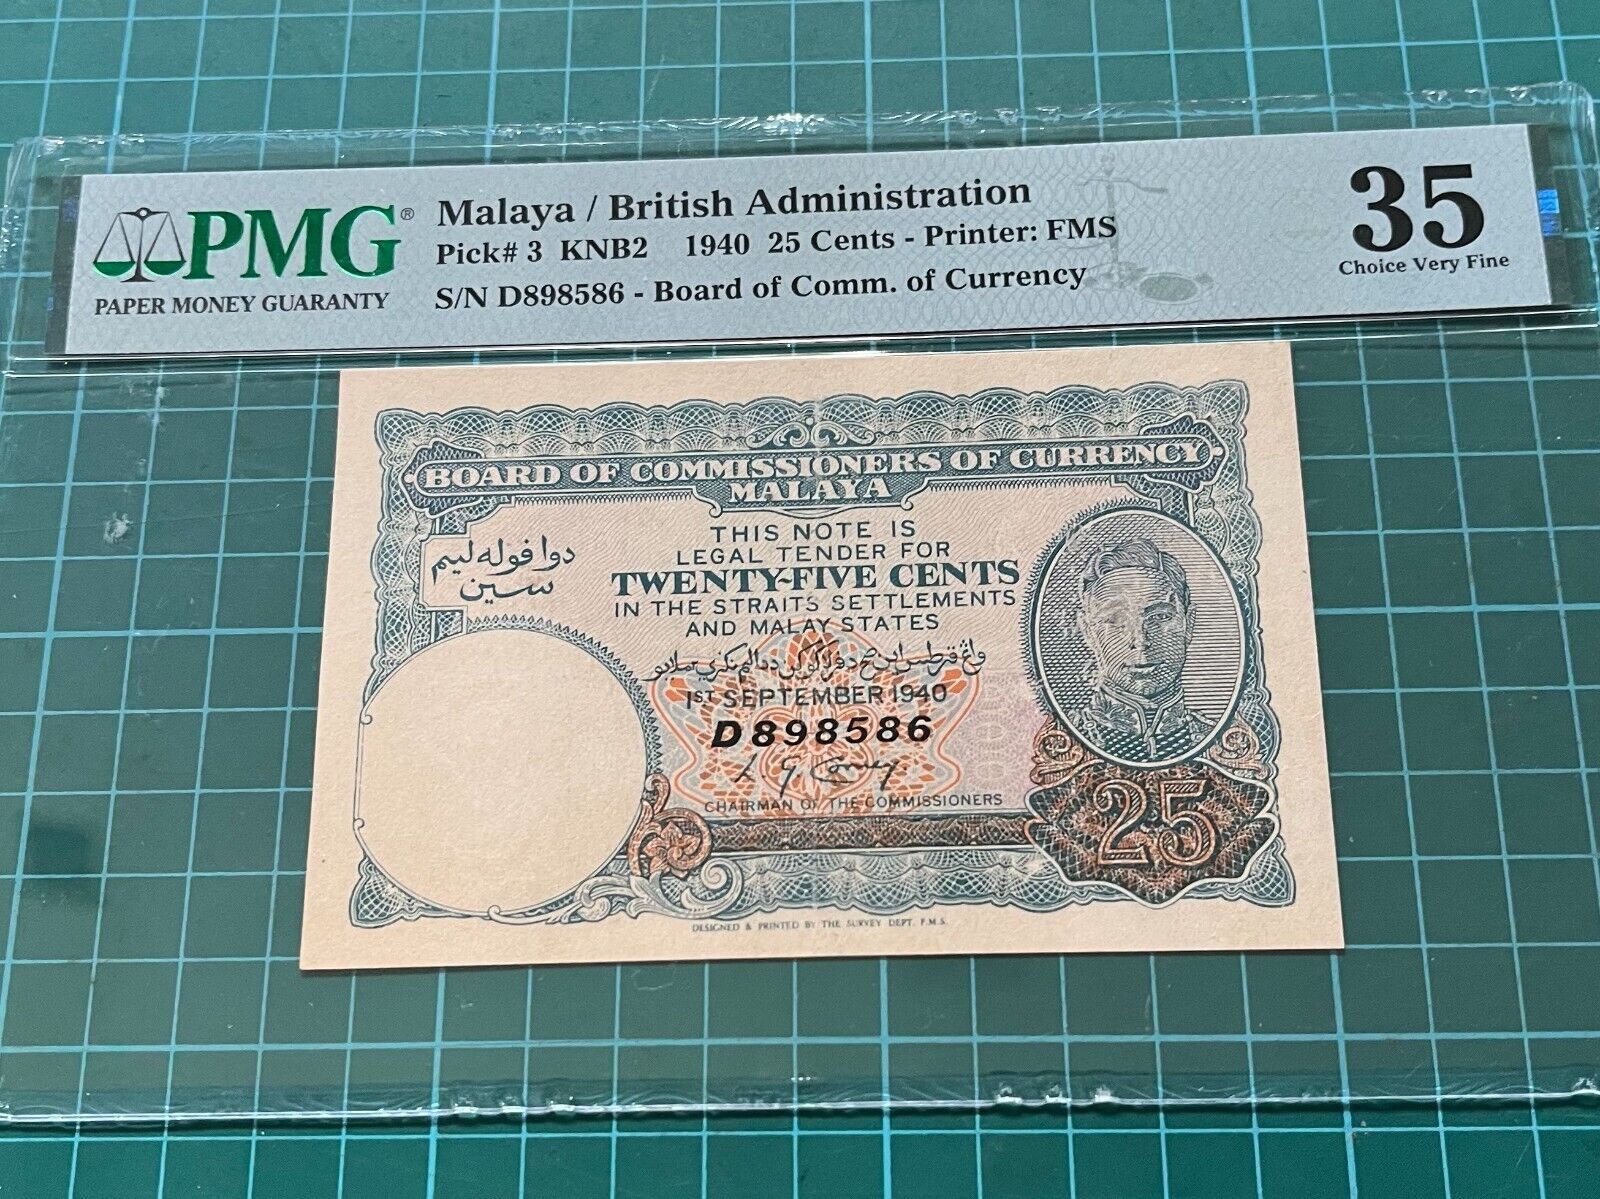 PMG®
PAPER MONEY GUARANTY
Malaya / British Administration
Pick# 3 KNB2 1940 25 Cents - Printer: FMS
S/N D898586 - Board of Comm. of Currency
35
Choice Very Fine
BOARD OF COMMISSIONERS OF CURRENCY
MALAYA
THIS NOTE IS
LEGAL TENDER FOR
TWENTY-FIVE CENTS
IN THE STRAITS SETTLEMENTS
AND MALAY STATES
دوا ڤوله ليم
سين
1ST SEPTEMBER 1940
D898586
CHAIRMAN OF THE COMMISSIONERS
25
DESIGNED & PRINTED BY THE SURVEY DEPT. F.M.S.